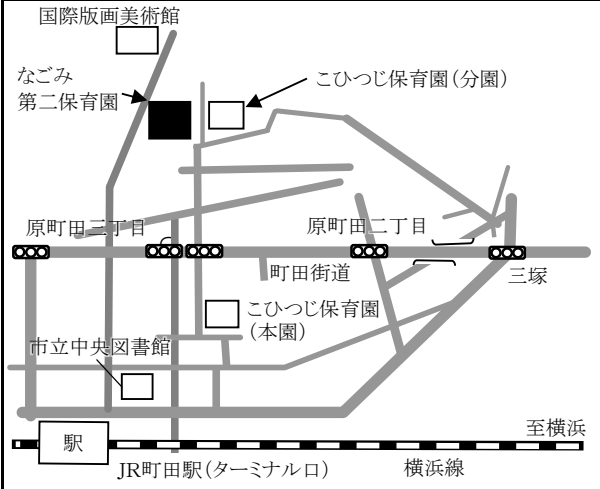 国際版画美術館
なごみ
第二保育園
こひつじ保育園(分園)
原町田三丁目
原町田二丁目
町田街道
三塚
こひつじ保育園
(本園)
市立中央図書館
至横浜
駅
JR町田駅(ターミナル口)
横浜線